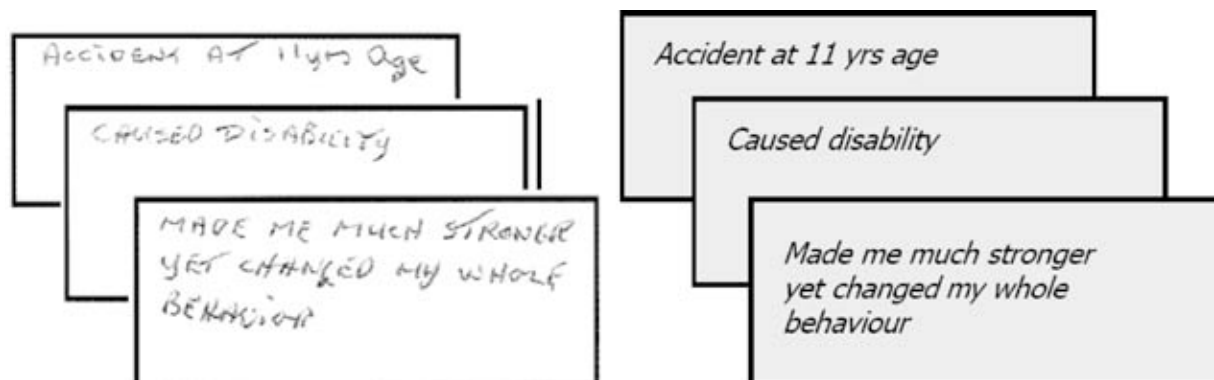 ACCIDENT AT 11yrs Age
CAUSED DISABILITY
MADE ME MUCH STRONGER
YET CHANGED MY WHOLE
BEHAVIOR
Accident at 11 yrs age
Caused disability
Made me much stronger
yet changed my whole
behaviour